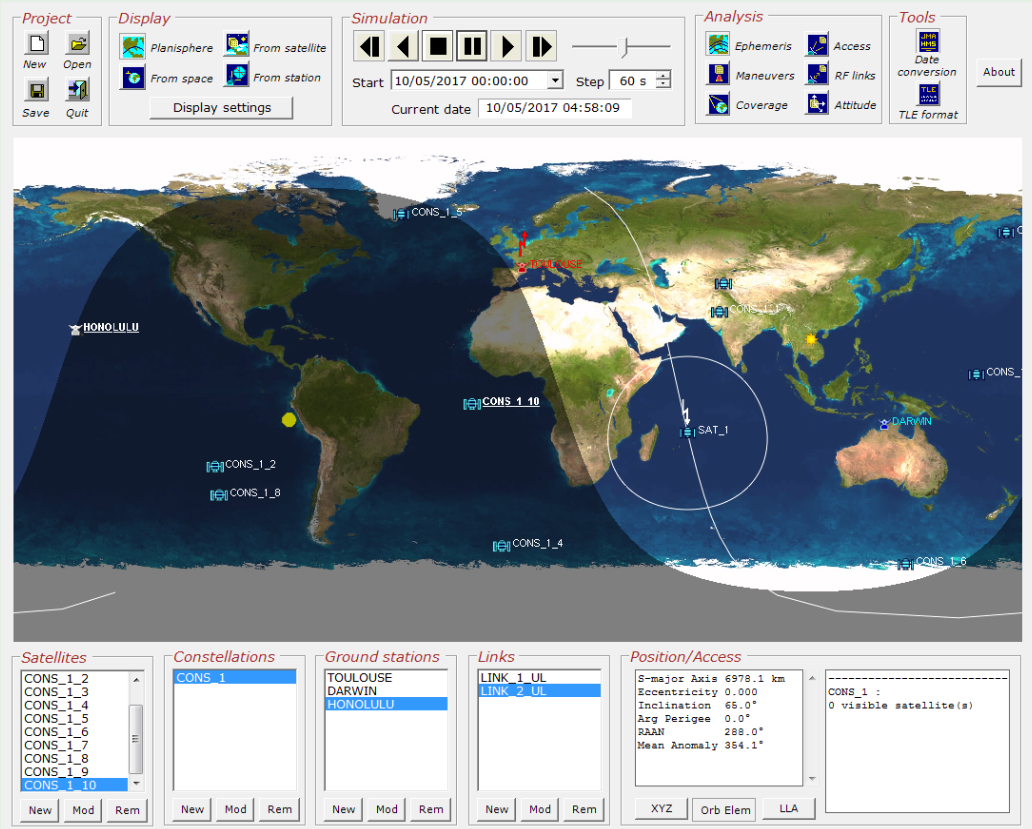 Project
New
Open
Save
Quit
Display
Planisphere
From satellite
From space
From station
Display settings
Simulation
Start 10/05/2017 00:00:00
Step 60 s
Current date 10/05/2017 04:58:09
Analysis
Ephemeris
Access
Maneuvers
RF links
Coverage
Attitude
Tools
JMA
HMS
Date
conversion
TLE
TLE format
About
CONS_1_5
TOULOUSE
HONOLULU
CONS_1_10
SAT_1
DARWIN
CONS_1_2
CONS_1_8
CONS_1_4
CONS_1_6
Satellites
CONS_1_2
CONS_1_3
CONS_1_4
CONS_1_5
CONS_1_6
CONS_1_7
CONS_1_8
CONS_1_9
CONS_1_10
New
Mod
Rem
Constellations
CONS_1
New
Mod
Rem
Ground stations
TOULOUSE
DARWIN
HONOLULU
New
Mod
Rem
Links
LINK_1_UL
LINK_2_UL
New
Mod
Rem
Position/Access
S-major Axis 6978.1 km
Eccentricity 0.000
Inclination 65.0°
Arg Perigee 0.0°
RAAN 288.0°
Mean Anomaly 354.1°
XYZ
Orb Elem
LLA
-----------------------------
CONS_1 :
0 visible satellite(s)